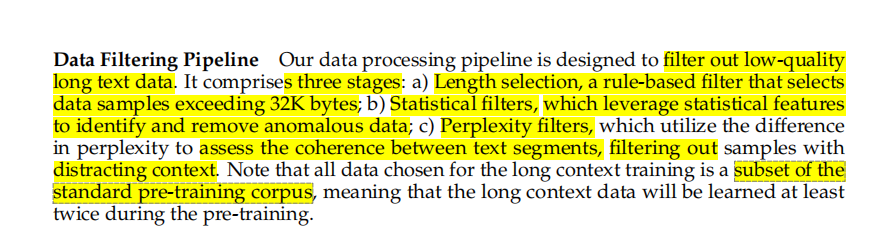 Data Filtering Pipeline Our data processing pipeline is designed to filter out low-quality
long text data. It comprises three stages: a) Length selection, a rule-based filter that selects
data samples exceeding 32K bytes; b) Statistical filters, which leverage statistical features
to identify and remove anomalous data; c) Perplexity filters, which utilize the difference
in perplexity to assess the coherence between text segments, filtering out samples with
distracting context. Note that all data chosen for the long context training is a subset of the
standard pre-training corpus, meaning that the long context data will be learned at least
twice during the pre-training.